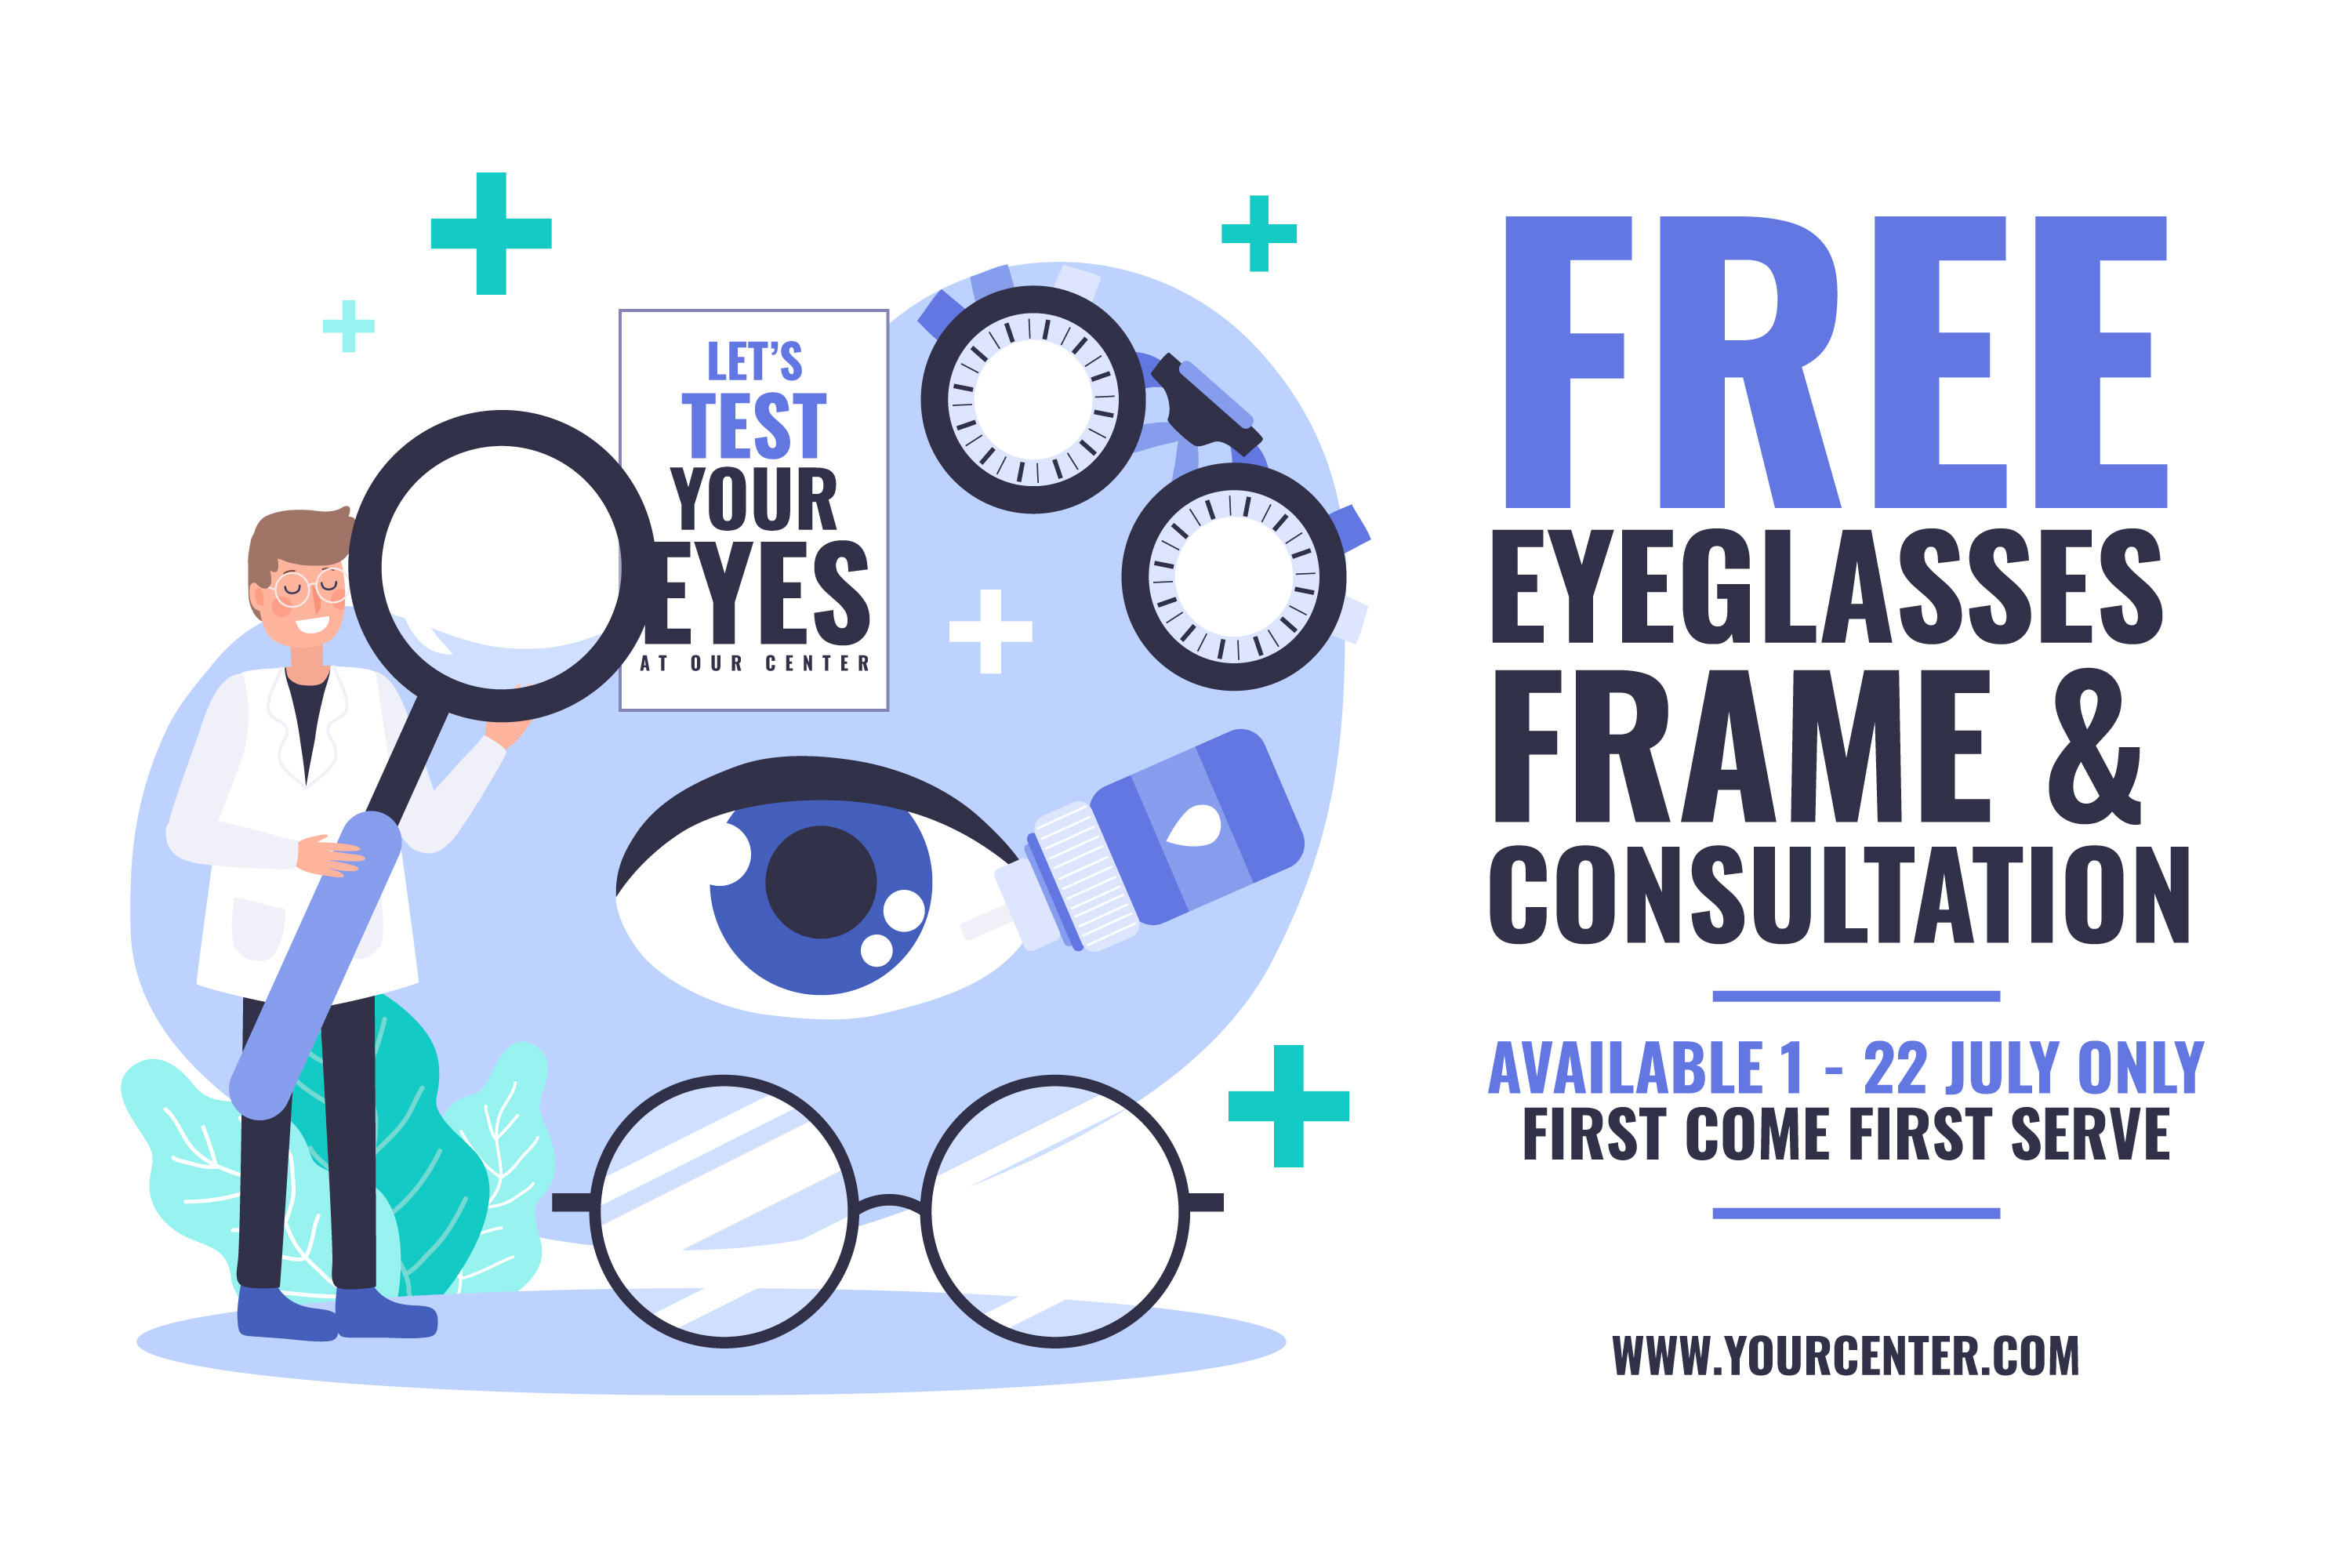 LET'S
TEST
YOUR
EYES
AT OUR CENTER
FREE
EYEGLASSES
FRAME &
CONSULTATION
AVAILABLE 1 - 22 JULY ONLY
FIRST COME FIRST SERVE
WWW.YOURCENTER.COM